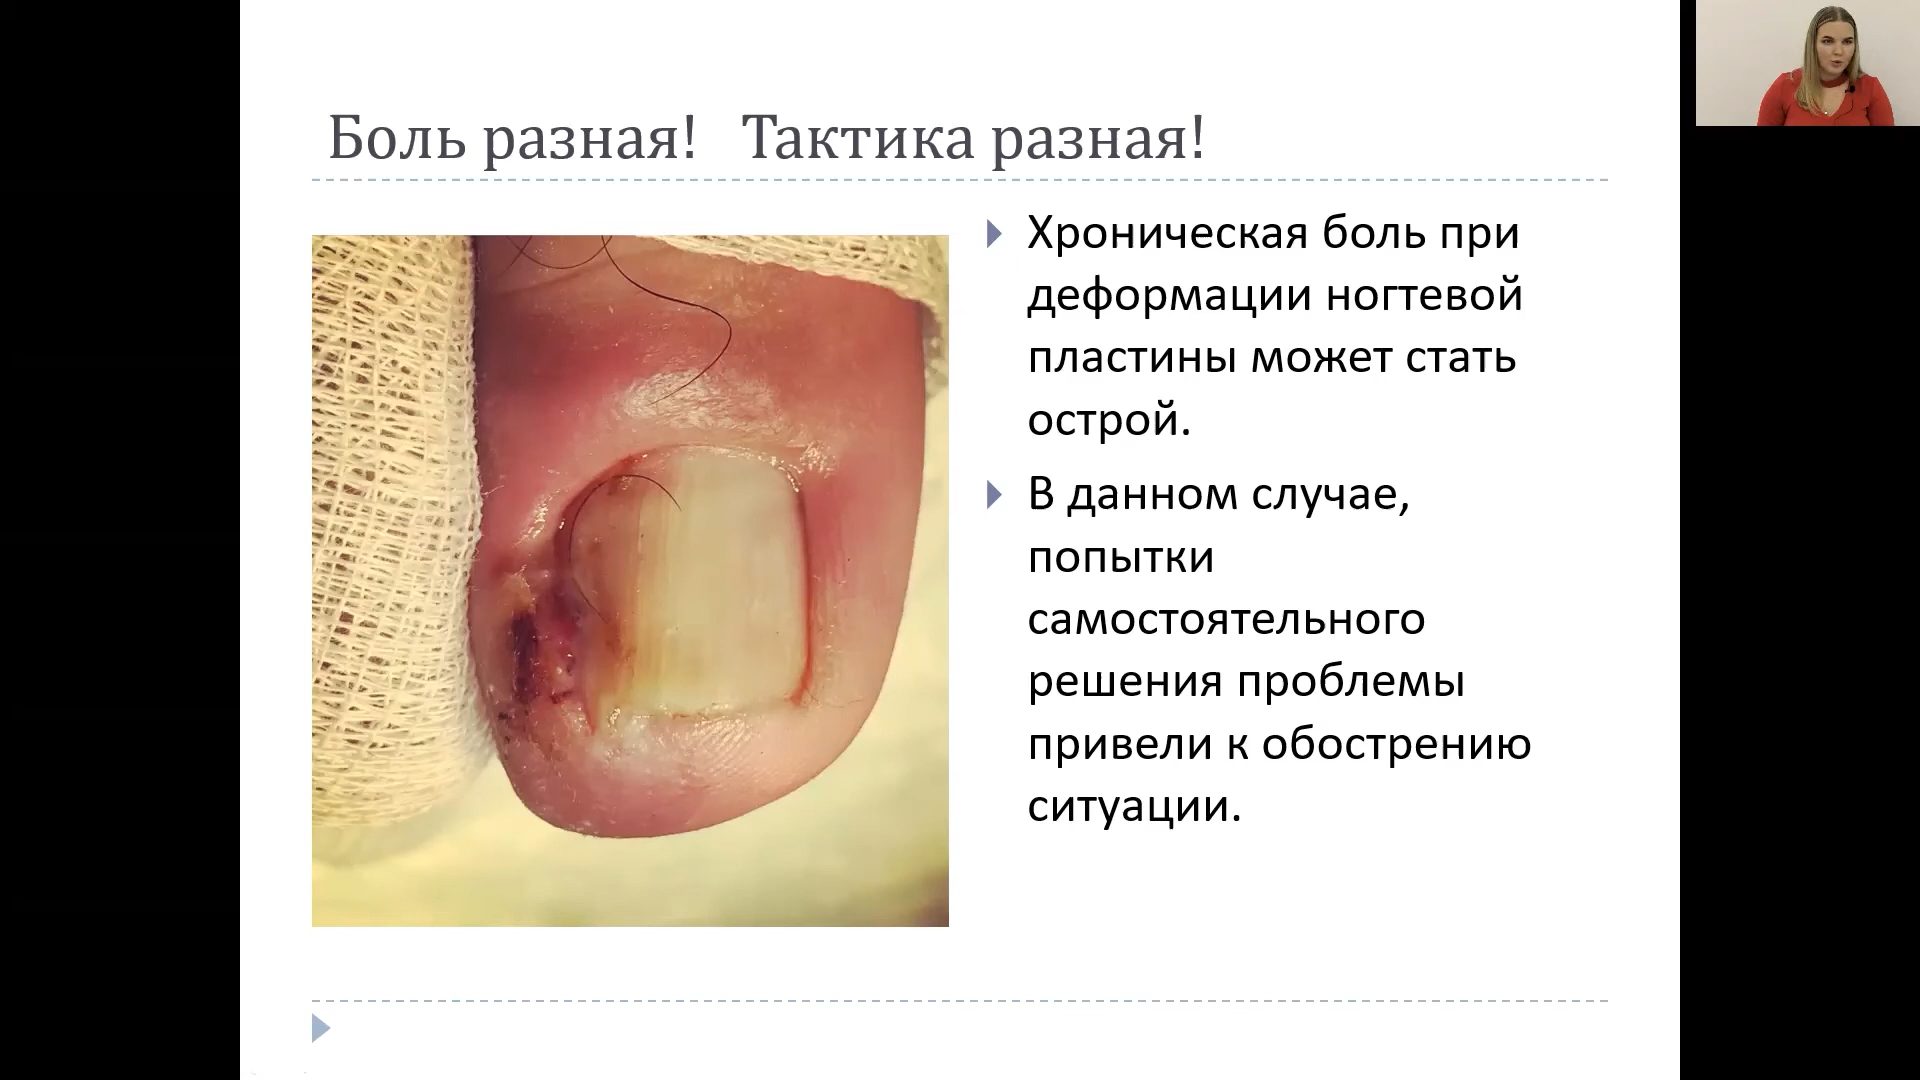 Боль разная!   Тактика разная!
Хроническая боль при
деформации ногтевой
пластины может стать
острой.
В данном случае,
попытки
самостоятельного
решения проблемы
привели к обострению
ситуации.